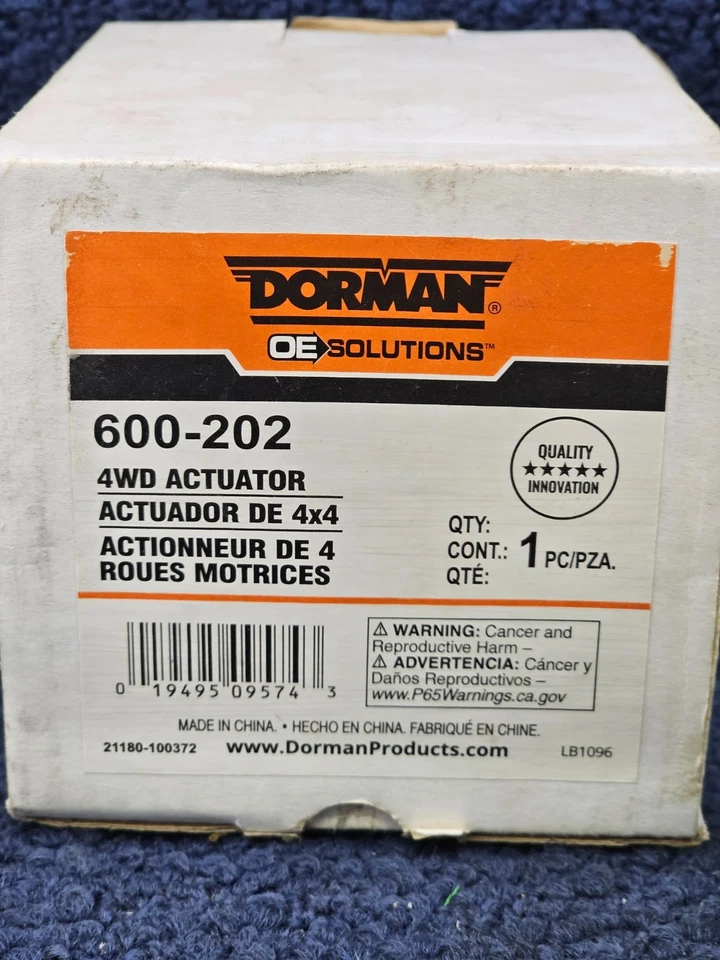 DORMAN®
OE SOLUTIONS™
600-202
4WD ACTUATOR
ACTUADOR DE 4x4
ACTIONNEUR DE 4
ROUES MOTRICES
QUALITY
★★★★★
INNOVATION
QTY:
CONT.: 1 PC/PZA.
QTÉ:
⚠ WARNING: Cancer and
Reproductive Harm –
⚠ ADVERTENCIA: Cáncer y
Daños Reproductivos –
www.P65Warnings.ca.gov
0 19495 09574 3
MADE IN CHINA. • HECHO EN CHINA. FABRIQUÉ EN CHINE.
21180-100372 www.DormanProducts.com LB1096